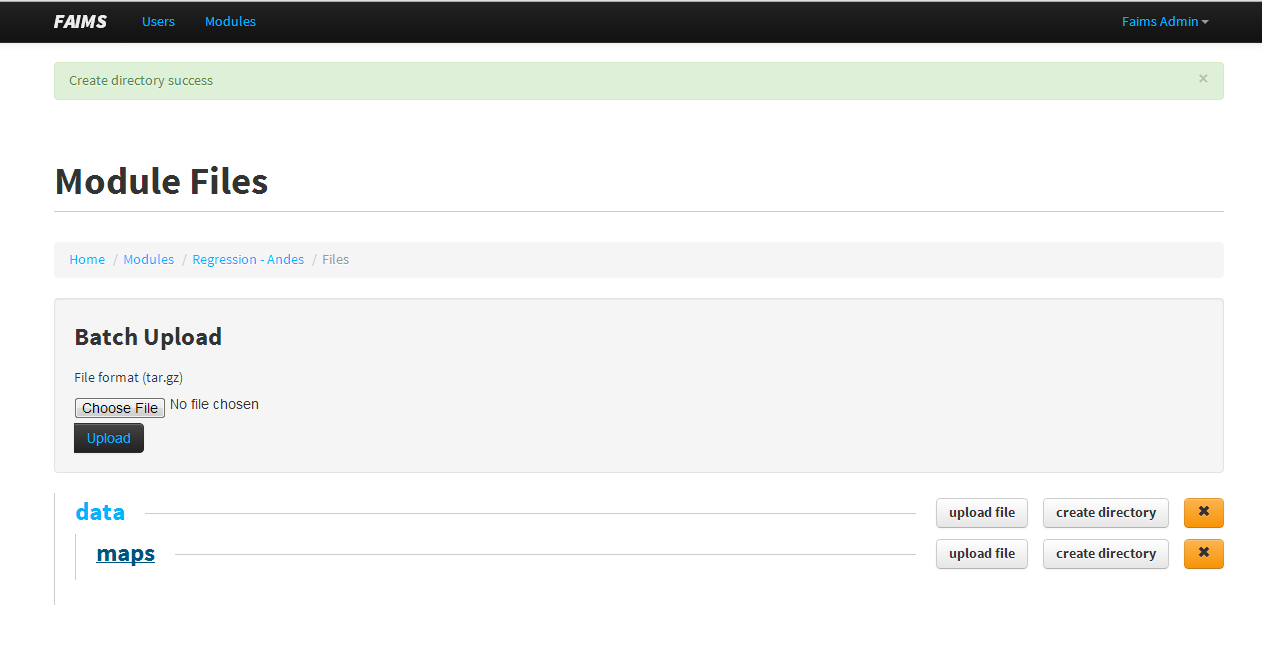 FAIMS Users Modules Faims Admin
Create directory success ×
Module Files
Home / Modules / Regression - Andes / Files
Batch Upload
File format (tar.gz)
Choose File No file chosen
Upload
data upload file create directory ✖
maps upload file create directory ✖